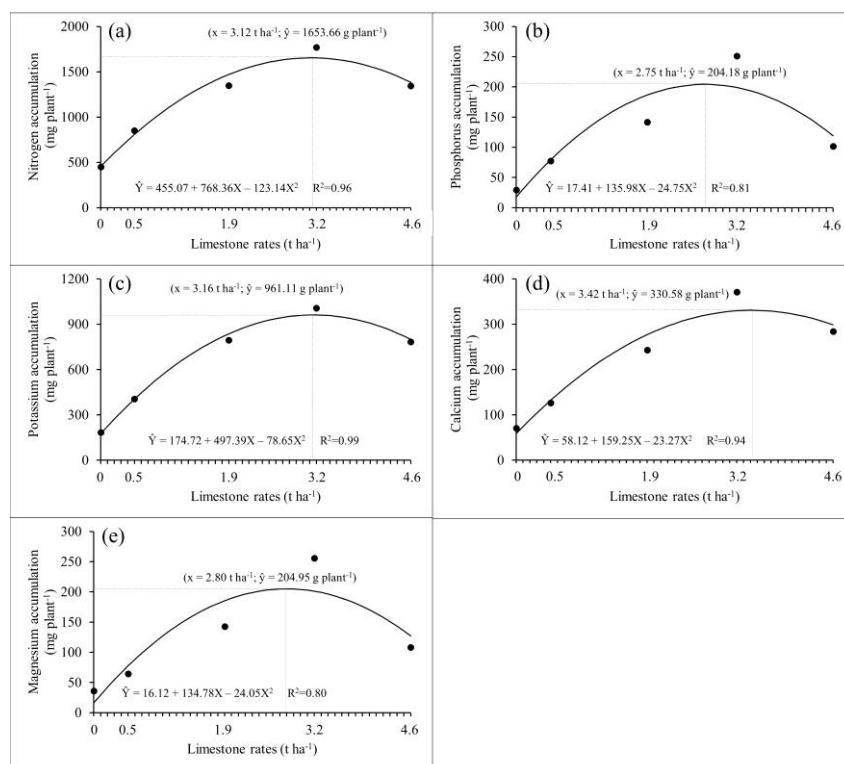 (a)
(x = 3.12 t ha⁻¹; ŷ = 1653.66 g plant⁻¹)
Nitrogen accumulation
(mg plant⁻¹)
2000
1500
1000
500
0
Ŷ = 455.07 + 768.36X – 123.14X² R²=0.96
0 0.5 1.9 3.2 4.6
Limestone rates (t ha⁻¹)
(b)
(x = 2.75 t ha⁻¹; ŷ = 204.18 g plant⁻¹)
Phosphorus accumulation
(mg plant⁻¹)
300
250
200
150
100
50
0
Ŷ = 17.41 + 135.98X – 24.75X² R²=0.81
0 0.5 1.9 3.2 4.6
Limestone rates (t ha⁻¹)
(c)
(x = 3.16 t ha⁻¹; ŷ = 961.11 g plant⁻¹)
Potassium accumulation
(mg plant⁻¹)
1200
900
600
300
0
Ŷ = 174.72 + 497.39X – 78.65X² R²=0.99
0 0.5 1.9 3.2 4.6
Limestone rates (t ha⁻¹)
(d)
(x = 3.42 t ha⁻¹; ŷ = 330.58 g plant⁻¹)
Calcium accumulation
(mg plant⁻¹)
400
300
200
100
0
Ŷ = 58.12 + 159.25X – 23.27X² R²=0.94
0 0.5 1.9 3.2 4.6
Limestone rates (t ha⁻¹)
(e)
(x = 2.80 t ha⁻¹; ŷ = 204.95 g plant⁻¹)
Magnesium accumulation
(mg plant⁻¹)
300
250
200
150
100
50
0
Ŷ = 16.12 + 134.78X – 24.05X² R²=0.80
0 0.5 1.9 3.2 4.6
Limestone rates (t ha⁻¹)